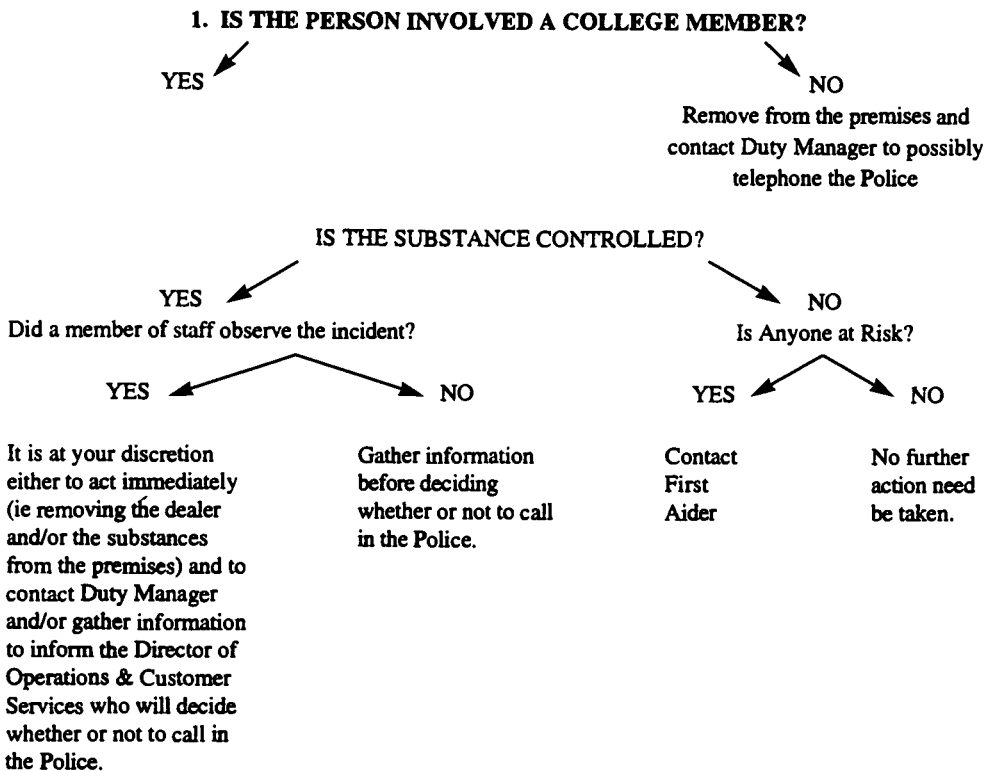 1. IS THE PERSON INVOLVED A COLLEGE MEMBER?
YES
NO
Remove from the premises and
contact Duty Manager to possibly
telephone the Police
IS THE SUBSTANCE CONTROLLED?
YES
NO
Did a member of staff observe the incident?
Is Anyone at Risk?
YES
NO
YES
NO
It is at your discretion
either to act immediately
(ie removing the dealer
and/or the substances
from the premises) and to
contact Duty Manager
and/or gather information
to inform the Director of
Operations & Customer
Services who will decide
whether or not to call in
the Police.
Gather information
before deciding
whether or not to call
in the Police.
Contact
First
Aider
No further
action need
be taken.